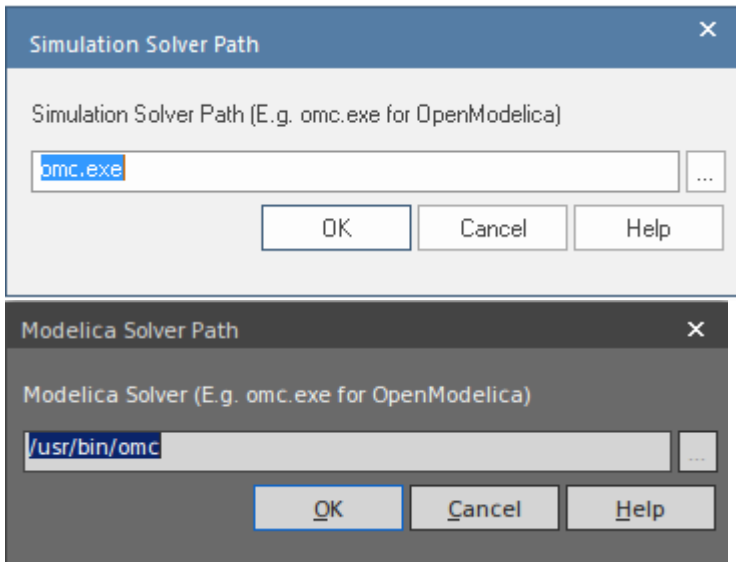 Simulation Solver Path
Simulation Solver Path (E.g. omc.exe for OpenModelica)
omc.exe
...
OK Cancel Help
Modelica Solver Path
Modelica Solver (E.g. omc.exe for OpenModelica)
/usr/bin/omc
...
OK Cancel Help